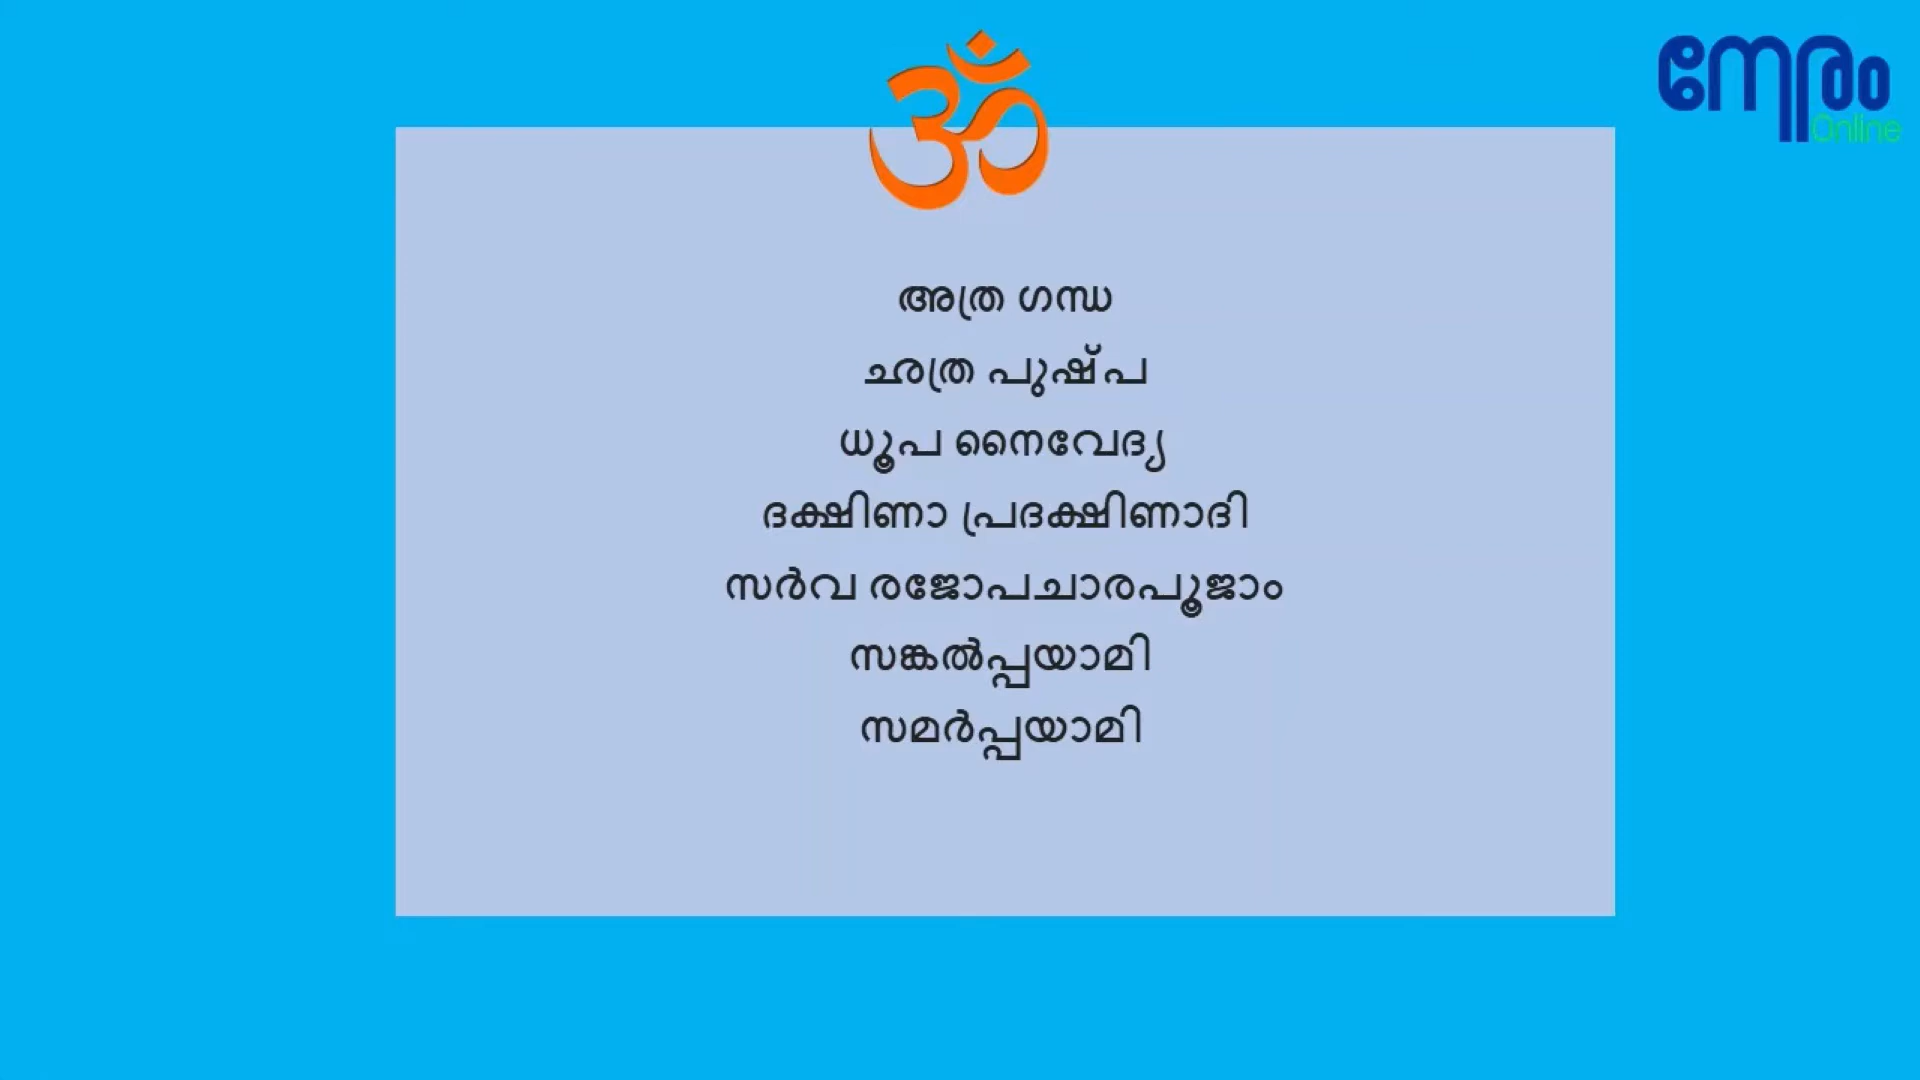 നേരം
Online
ॐ
അത്ര ഗന്ധ
ഛത്ര പുഷ്പ
ധൂപ നൈവേദ്യ
ദക്ഷിണാ പ്രദക്ഷിണാദി
സർവ രജോപചാരപൂജാം
സങ്കൽപ്പയാമി
സമർപ്പയാമി